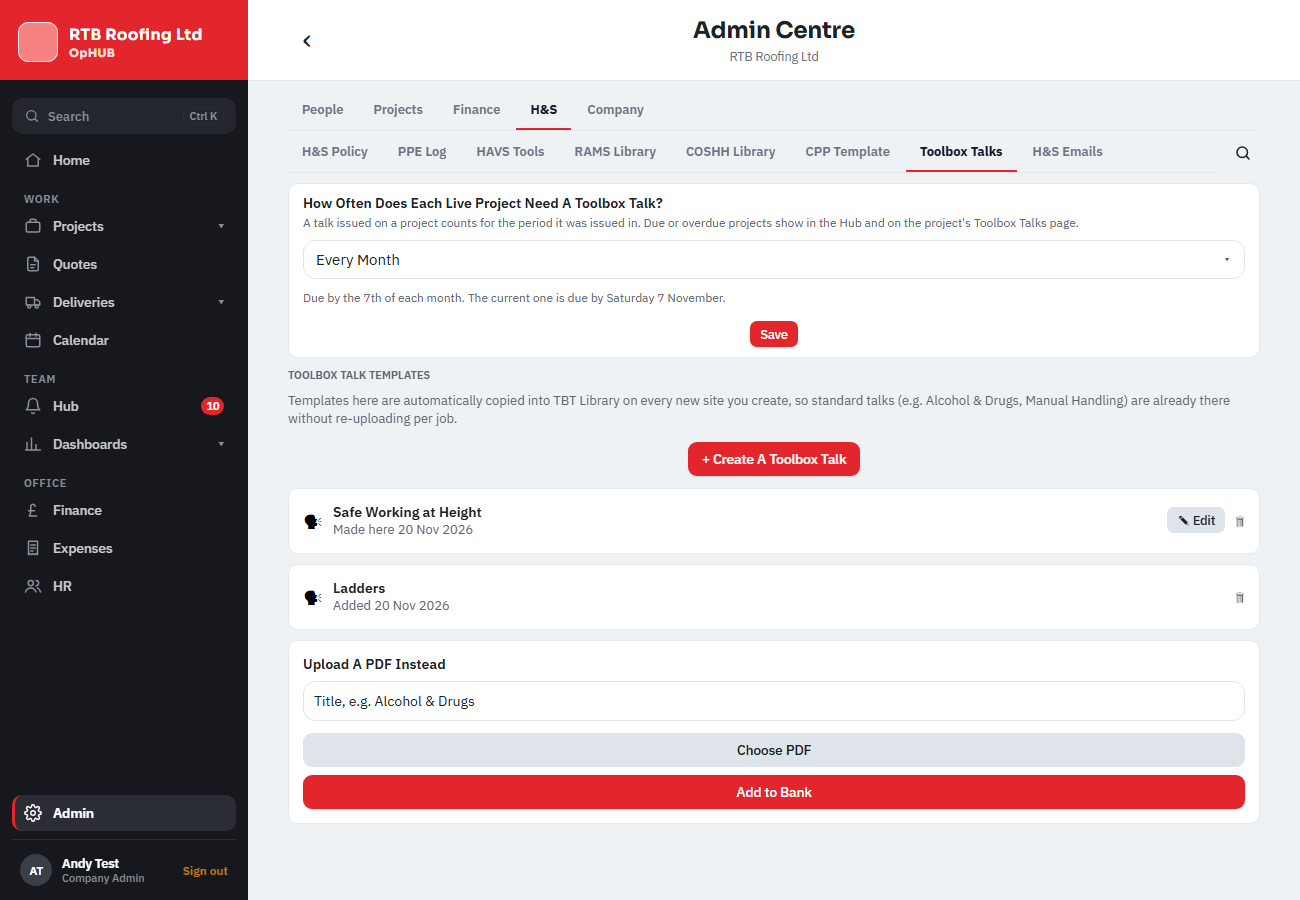 RTB Roofing Ltd
OpHUB
Search
Ctrl K
Home
WORK
Projects
Quotes
Deliveries
Calendar
TEAM
Hub
10
Dashboards
OFFICE
Finance
Expenses
HR
Admin
AT
Andy Test
Company Admin
Sign out
Admin Centre
RTB Roofing Ltd
People Projects Finance H&S Company
H&S Policy PPE Log HAVS Tools RAMS Library COSHH Library CPP Template Toolbox Talks H&S Emails
How Often Does Each Live Project Need A Toolbox Talk?
A talk issued on a project counts for the period it was issued in. Due or overdue projects show in the Hub and on the project's Toolbox Talks page.
Every Month
Due by the 7th of each month. The current one is due by Saturday 7 November.
Save
TOOLBOX TALK TEMPLATES
Templates here are automatically copied into TBT Library on every new site you create, so standard talks (e.g. Alcohol & Drugs, Manual Handling) are already there
without re-uploading per job.
+ Create A Toolbox Talk
Safe Working at Height
Made here 20 Nov 2026
Edit
Ladders
Added 20 Nov 2026
Upload A PDF Instead
Title, e.g. Alcohol & Drugs
Choose PDF
Add to Bank